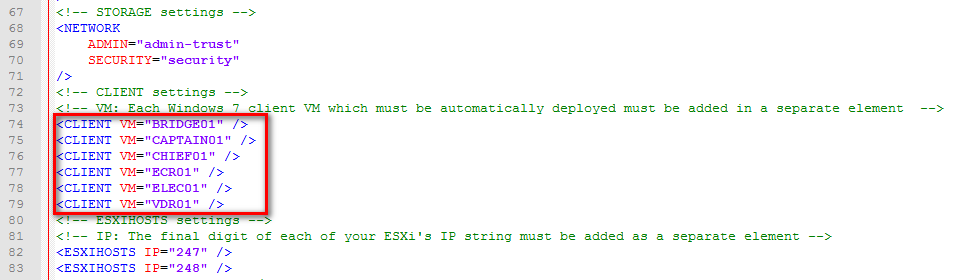 67 <!-- STORAGE settings -->
68 <NETWORK
69 ADMIN="admin-trust"
70 SECURITY="security"
71 />
72 <!-- CLIENT settings -->
73 <!-- VM: Each Windows 7 client VM which must be automatically deployed must be added in a separate element  -->
74 <CLIENT VM="BRIDGE01" />
75 <CLIENT VM="CAPTAIN01" />
76 <CLIENT VM="CHIEF01" />
77 <CLIENT VM="ECR01" />
78 <CLIENT VM="ELEC01" />
79 <CLIENT VM="VDR01" />
80 <!-- ESXIHOSTS settings -->
81 <!-- IP: The final digit of each of your ESXi's IP string must be added as a separate element -->
82 <ESXIHOSTS IP="247" />
83 <ESXIHOSTS IP="248" />